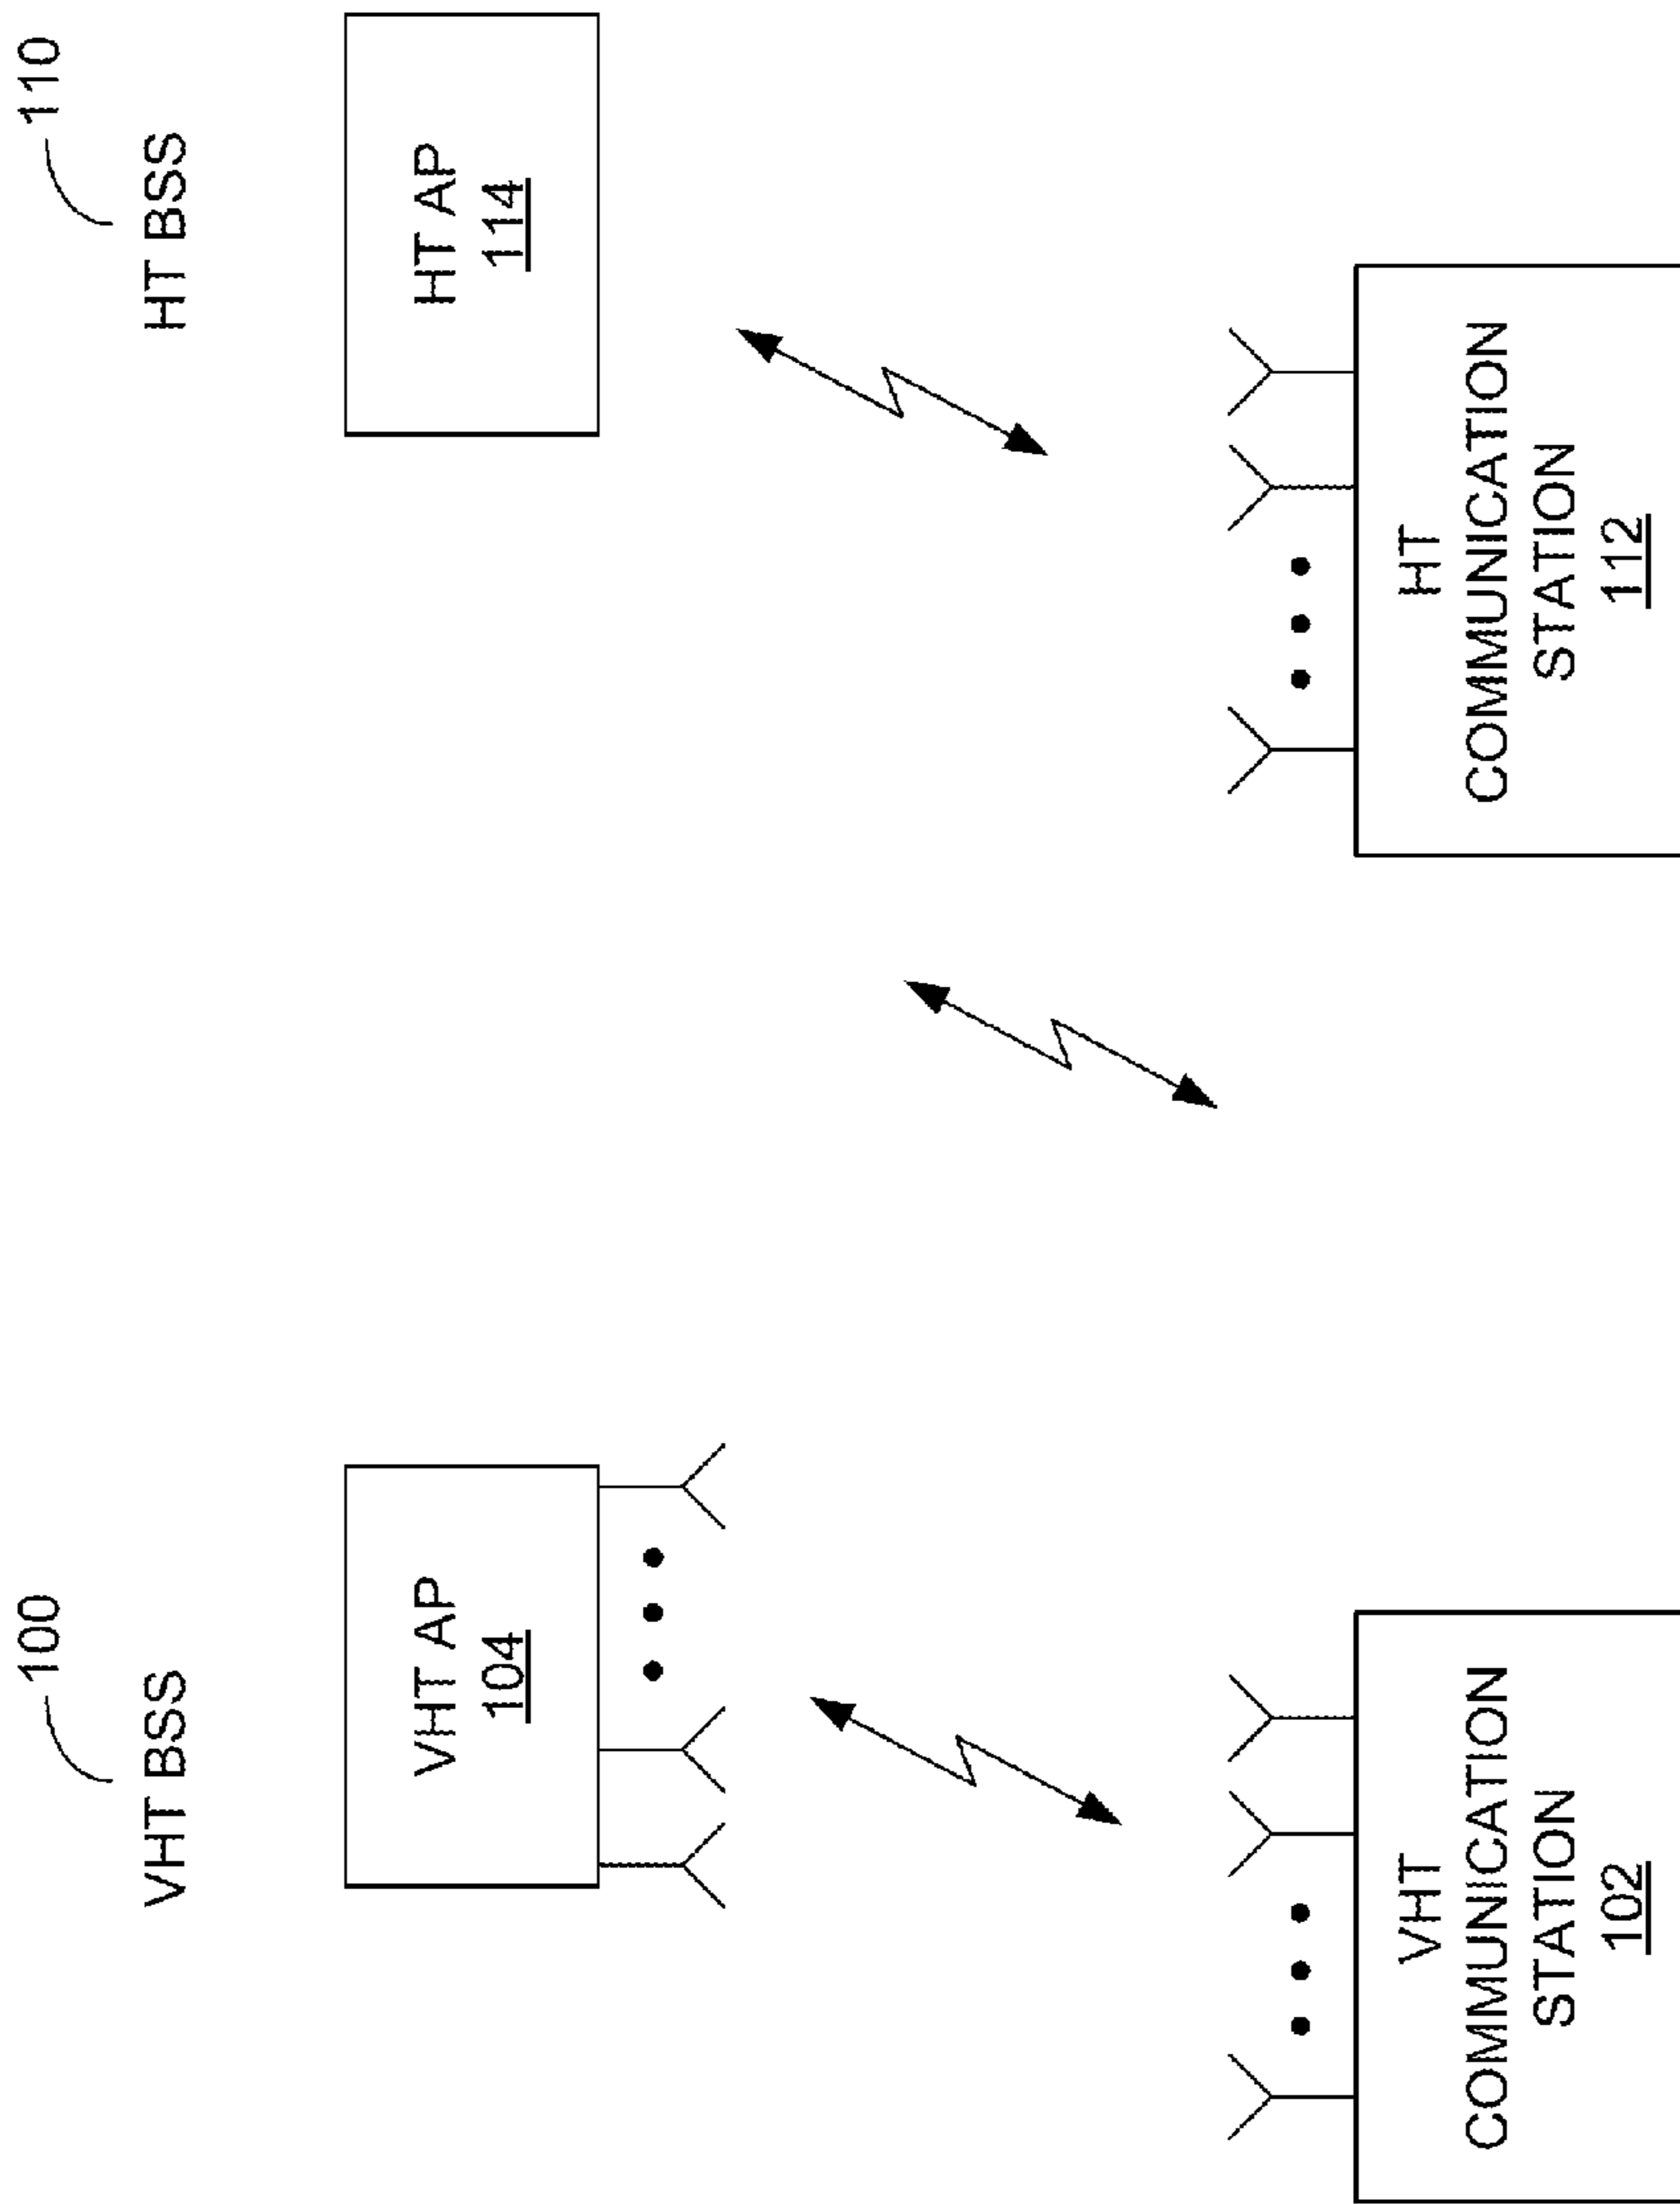 100
VHT BSS
VHT AP
104
VHT
COMMUNICATION
STATION
102
110
HT BSS
HT AP
114
HT
COMMUNICATION
STATION
112